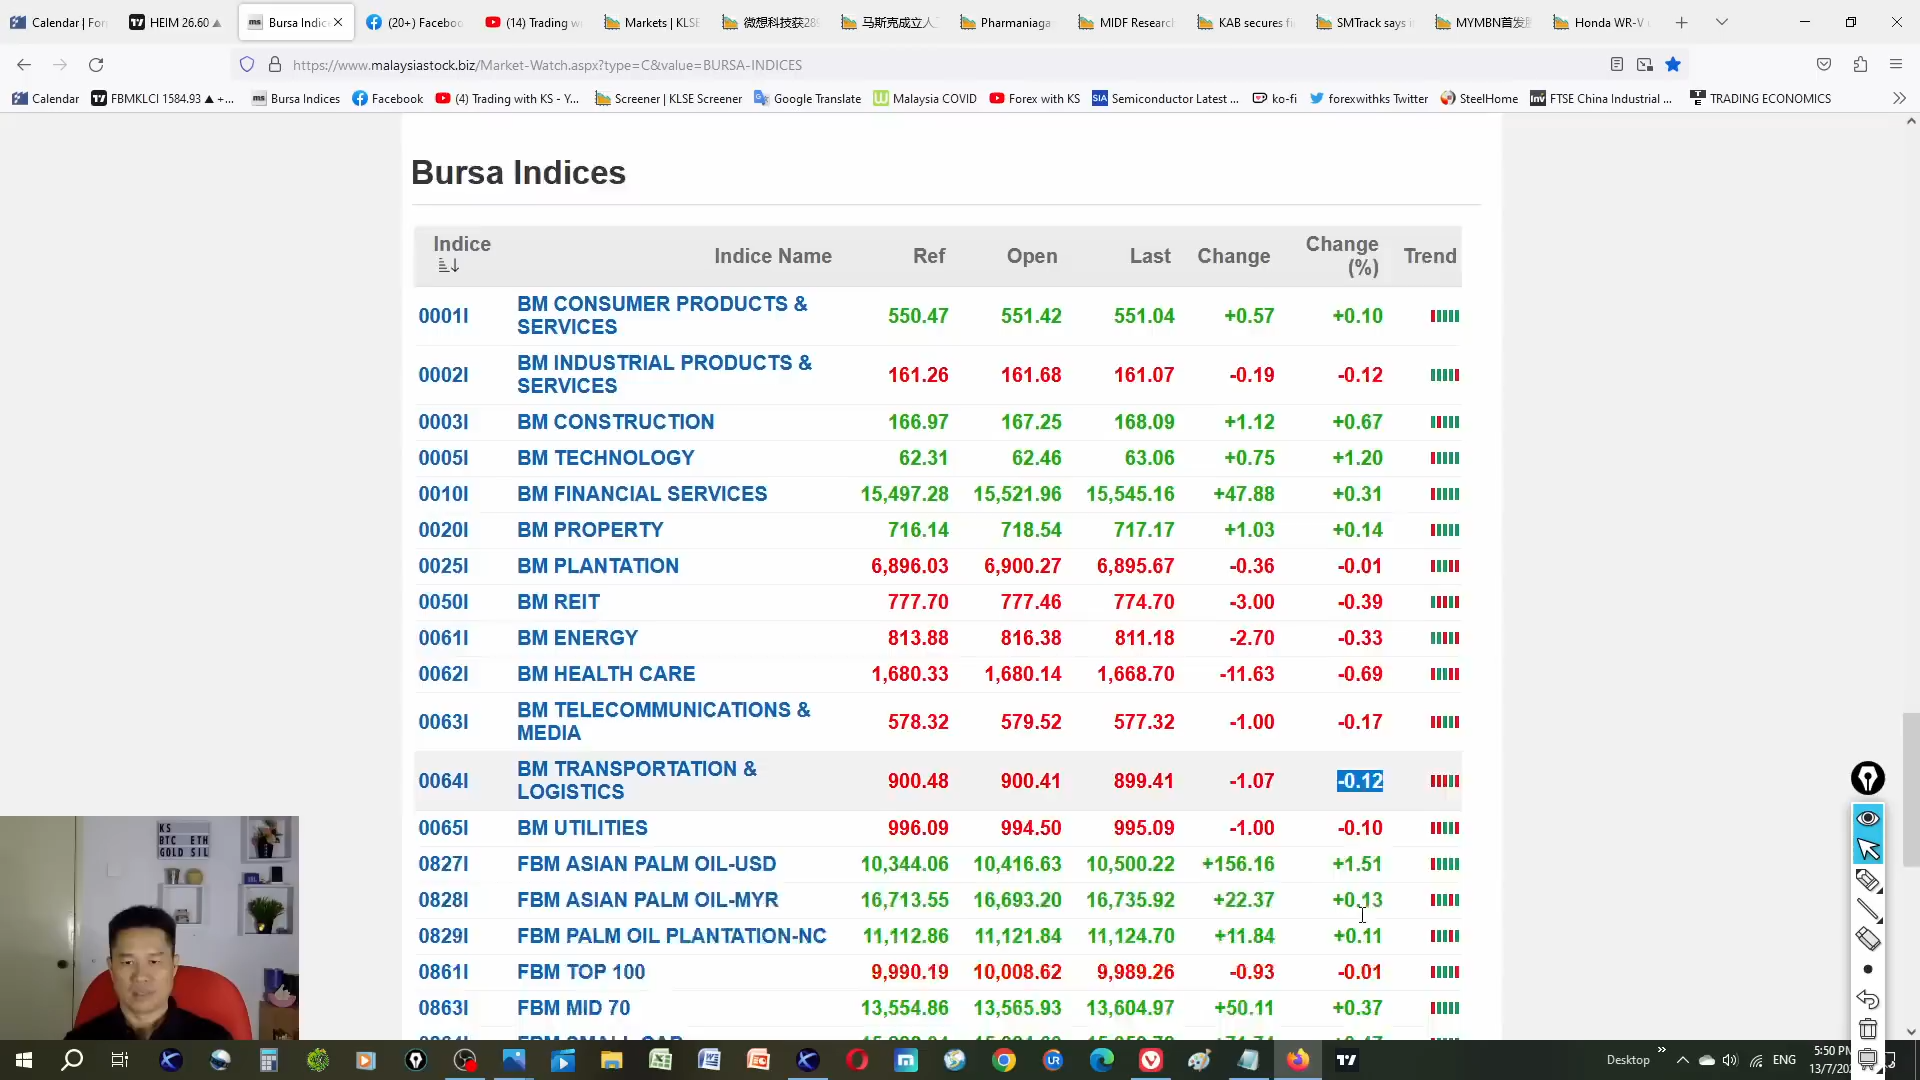 Calendar | For
HEIM 26.60
Bursa Indic
(20+) Facebo
(14) Trading w
Markets | KLSE
微想科技获
马斯克成立人
Pharmaniaga
MIDF Researc
KAB secures fi
SMTrack says i
MYMBN首发
Honda WR-V
https://www.malaysiastock.biz/Market-Watch.aspx?type=C&value=BURSA-INDICES
Calendar
FBMKLCI 1584.93 ▲ +...
Bursa Indices
Facebook
(4) Trading with KS - Y...
Screener | KLSE Screener
Google Translate
Malaysia COVID
Forex with KS
Semiconductor Latest ...
ko-fi
forexwithks Twitter
SteelHome
FTSE China Industrial ...
TRADING ECONOMICS
Bursa Indices
Indice Indice Name Ref Open Last Change Change (%) Trend
0001I BM CONSUMER PRODUCTS & SERVICES 550.47 551.42 551.04 +0.57 +0.10
0002I BM INDUSTRIAL PRODUCTS & SERVICES 161.26 161.68 161.07 -0.19 -0.12
0003I BM CONSTRUCTION 166.97 167.25 168.09 +1.12 +0.67
0005I BM TECHNOLOGY 62.31 62.46 63.06 +0.75 +1.20
0010I BM FINANCIAL SERVICES 15,497.28 15,521.96 15,545.16 +47.88 +0.31
0020I BM PROPERTY 716.14 718.54 717.17 +1.03 +0.14
0025I BM PLANTATION 6,896.03 6,900.27 6,895.67 -0.36 -0.01
0050I BM REIT 777.70 777.46 774.70 -3.00 -0.39
0061I BM ENERGY 813.88 816.38 811.18 -2.70 -0.33
0062I BM HEALTH CARE 1,680.33 1,680.14 1,668.70 -11.63 -0.69
0063I BM TELECOMMUNICATIONS & MEDIA 578.32 579.52 577.32 -1.00 -0.17
0064I BM TRANSPORTATION & LOGISTICS 900.48 900.41 899.41 -1.07 -0.12
0065I BM UTILITIES 996.09 994.50 995.09 -1.00 -0.10
0827I FBM ASIAN PALM OIL-USD 10,344.06 10,416.63 10,500.22 +156.16 +1.51
0828I FBM ASIAN PALM OIL-MYR 16,713.55 16,693.20 16,735.92 +22.37 +0.13
0829I FBM PALM OIL PLANTATION-NC 11,112.86 11,121.84 11,124.70 +11.84 +0.11
0861I FBM TOP 100 9,990.19 10,008.62 9,989.26 -0.93 -0.01
0863I FBM MID 70 13,554.86 13,565.93 13,604.97 +50.11 +0.37
KS
BTC ETH
GOLD SIL
Desktop
ENG
5:50 PM